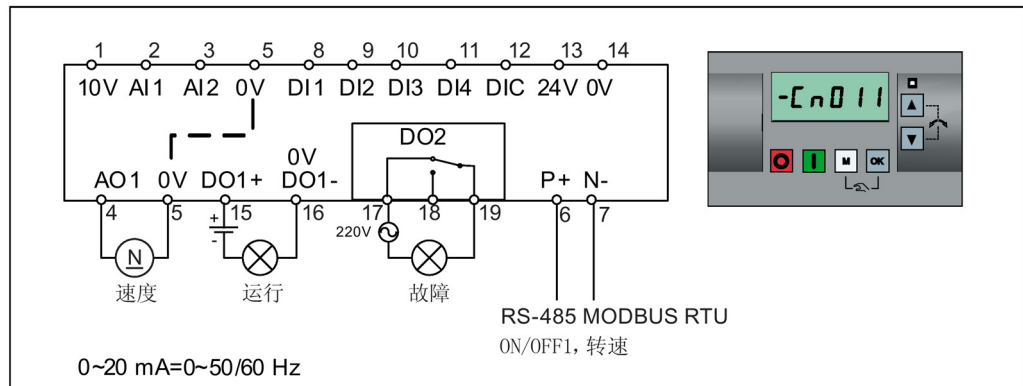 1 2 3 5 8 9 10 11 12 13 14
10V AI1 AI2 0V DI1 DI2 DI3 DI4 DIC 24V 0V
-Cn011
DO2
0V
AO1 0V DO1+ DO1- P+ N-
4 5 15 16 17 18 19 6 7
+
-
220V
M OK
N
速度 运行 故障
RS-485 MODBUS RTU
ON/OFF1, 转速
0~20 mA=0~50/60 Hz